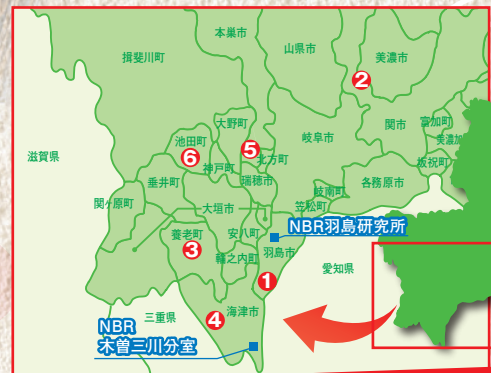 本巣市
山県市
揖斐川町
美濃市
②
大野町
関市
富加町
美濃加
池田町
⑤
岐阜市
滋賀県
⑥
神戸町
北方町
坂祝町
垂井町
瑞穂市
岐南町
各務原市
関ヶ原町
大垣市
笠松町
NBR羽島研究所
養老町
安八町
羽島市
③
輪之内町
愛知県
①
三重県
④
海津市
NBR
木曽三川分室